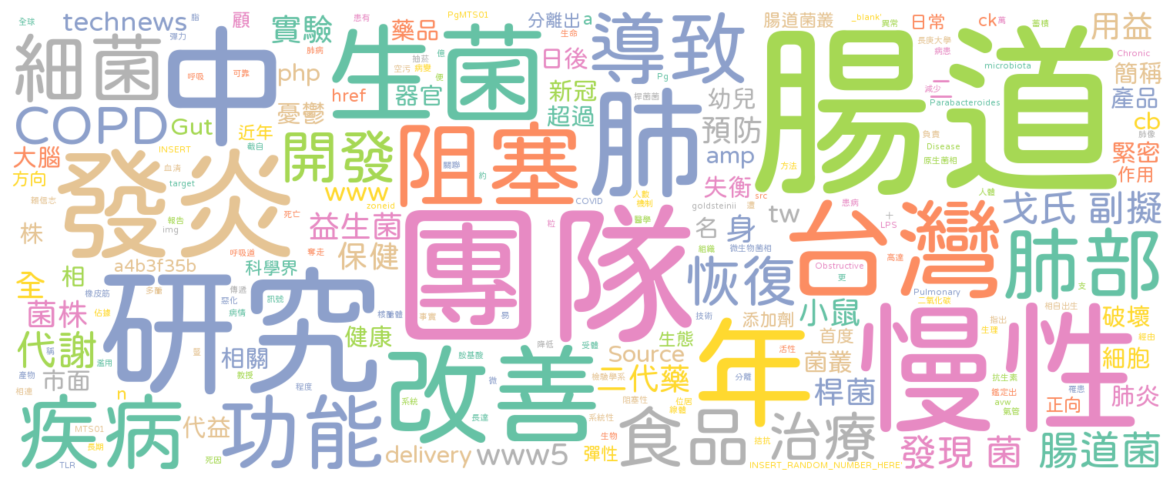 technews
顧
實驗
藥品
分離出
a
腸道菌叢
_blank'
ck
用益
細菌
中
生菌
導致
腸道
日後
日常
簡稱
php
href
器官
新冠
超過
幼兒
microbiota
產品
Parabacteroides
cb
COPD
憂鬱
Gut
近年
開發
阻塞
肺
預防
amp
緊密
作用
大腦
方向
INSERT
發炎
target
www
失衡
goldsteinii
Disease
益生菌
tw
名
身
台灣
戈氏
副擬
株
保健
團隊
COVID
LPS
a4b3f35b
科學界
全
相
恢復
Obstructive
Pulmonary
肺部
菌株
研究
小鼠
慢性
二氧化碳
破壞
代謝
健康
改善
生態
添加劑
首度
年
細胞
相關
市面
n
Source
二代藥
菌叢
桿菌
正向
肺炎
疾病
MTS01
TLR
代益
功能
delivery
www5
彈性
食品
治療
發現
菌
腸道菌
INSERT_RANDOM_NUMBER_HERE
PgMTS01
Pg
Chronic
zoneid
img
src
avw